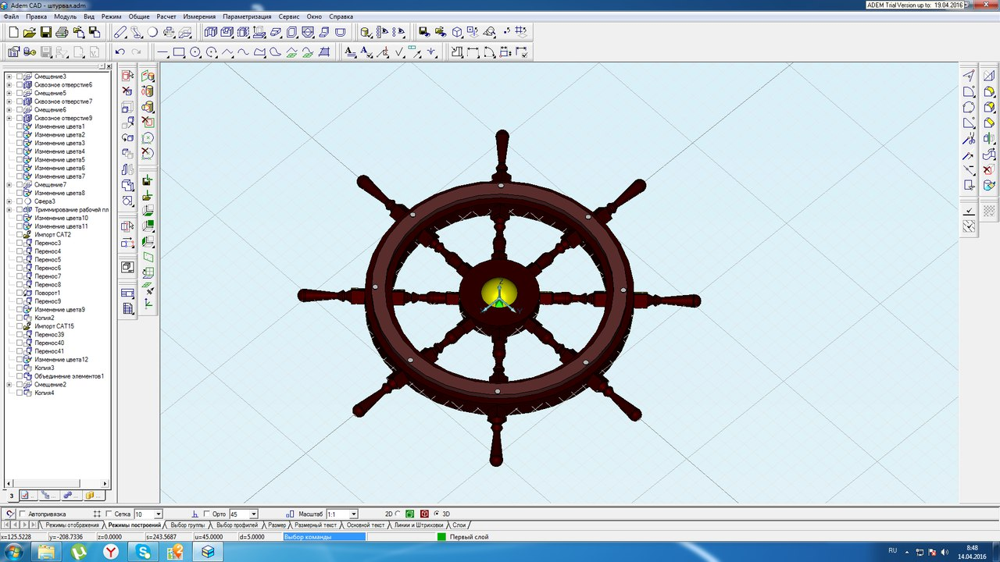 Adem CAD - штурвал.adm
ADEM Trial Version up to: 19.04.2016
Файл Правка Модуль Вид Режим Общие Расчет Измерения Параметризация Сервис Окно Справка
Смещение3
Сквозное отверстие6
Смещение5
Сквозное отверстие7
Смещение6
Сквозное отверстие9
Изменение цвета1
Изменение цвета2
Изменение цвета3
Изменение цвета4
Изменение цвета5
Изменение цвета6
Изменение цвета7
Смещение7
Изменение цвета8
Сфера3
Триммирование рабочей пл
Изменение цвета10
Изменение цвета11
Импорт CAT2
Перенос3
Перенос4
Перенос5
Перенос6
Перенос7
Перенос8
Поворот1
Перенос9
Изменение цвета9
Копия2
Импорт CAT15
Перенос39
Перенос40
Перенос41
Изменение цвета12
Копия3
Объединение элементов1
Смещение2
Копия4
Z
Y
3
Автопривязка Сетка 10 Орто 45 Масштаб 1:1 2D 3D
Режимы отображения Режимы построений Выбор группы Выбор профилей Размер Размерный текст Основной текст Линии и Штриховки Слои
x=125.5228 y=-208.7336 z=0.0000 s=243.5687 u=45.0000 d=5.0000 Выбор команды Первый слой
RU 8:48
14.04.2016